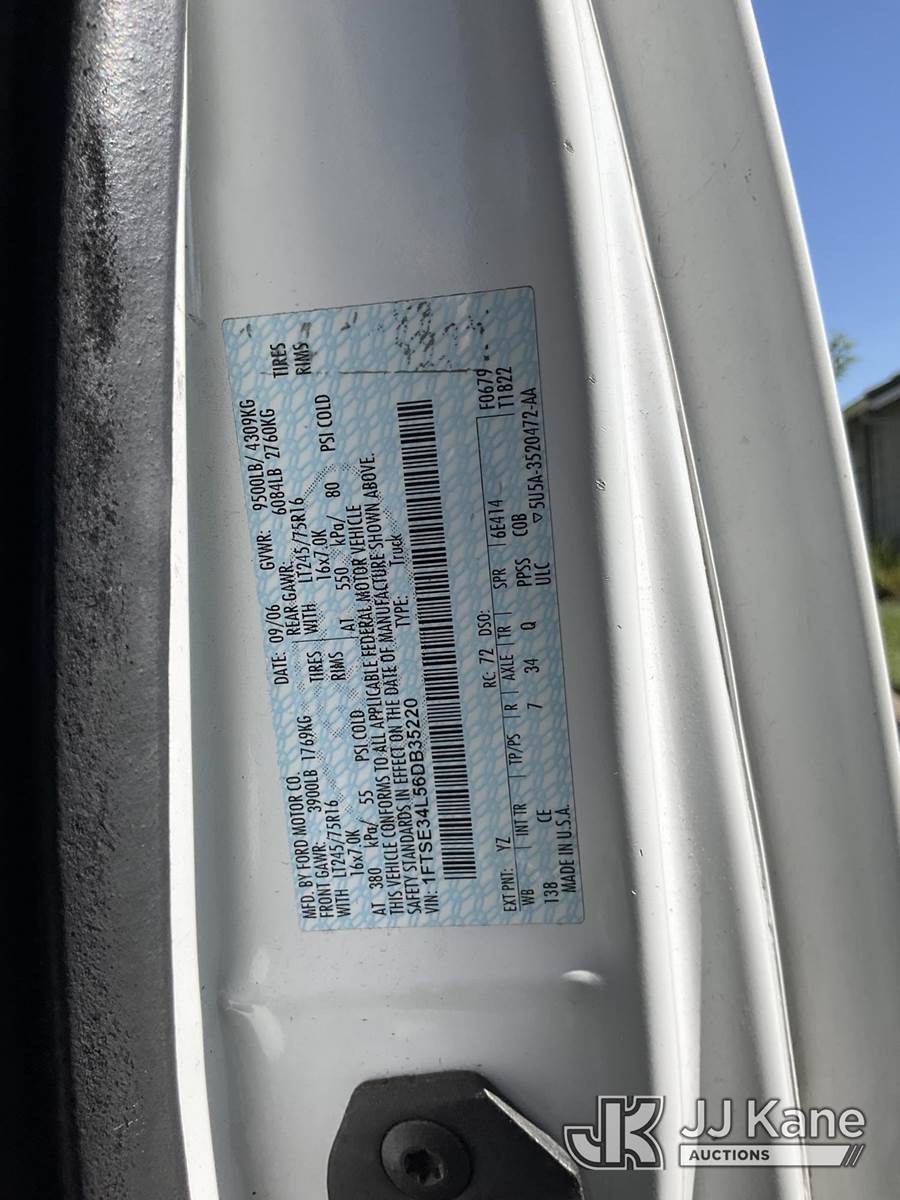 MFD. BY FORD MOTOR CO.
DATE: 09/06 GVWR: 9500LB/ 4309KG
FRONT GAWR: 3900LB 1769KG REAR GAWR: 6084LB 2760KG
WITH LT245/75R16 TIRES WITH LT245/75R16 TIRES
16x7.0K RIMS 16x7.0K RIMS
AT 380 kPa/ 55 PSI COLD AT 550 kPa/ 80 PSI COLD
THIS VEHICLE CONFORMS TO ALL APPLICABLE FEDERAL MOTOR VEHICLE
SAFETY STANDARDS IN EFFECT ON THE DATE OF MANUFACTURE SHOWN ABOVE.
VIN: 1FTSE34L56DB35220 TYPE: Truck
F0679
T1B22
EXT PNT: YZ RC: 72 DSO:
WB INT TR TP/PS R AXLE TR SPR 6E414
138 CE 7 34 Q PPSS COB
ULC
MADE IN U.S.A. ▽5U5A-3520472-AA
JK JJ Kane
AUCTIONS